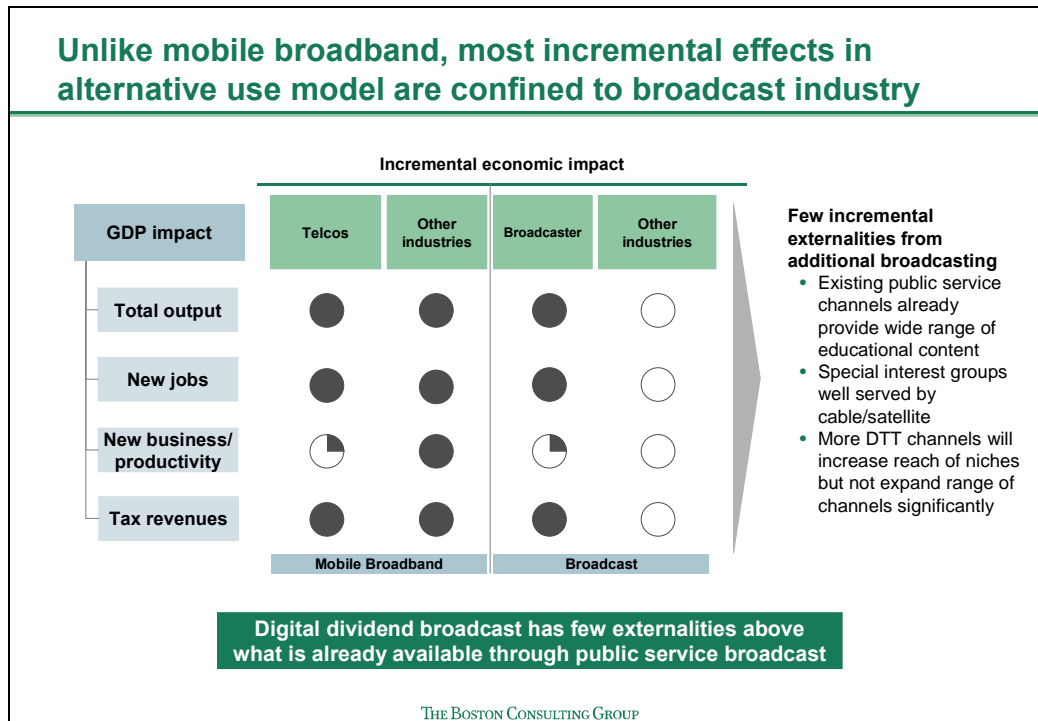 Unlike mobile broadband, most incremental effects in
alternative use model are confined to broadcast industry
Incremental economic impact
GDP impact
Telcos
Other
industries
Broadcaster
Other
industries
Total output
New jobs
New business/
productivity
Tax revenues
Mobile Broadband
Broadcast
Few incremental
externalities from
additional broadcasting
• Existing public service
channels already
provide wide range of
educational content
• Special interest groups
well served by
cable/satellite
• More DTT channels will
increase reach of niches
but not expand range of
channels significantly
Digital dividend broadcast has few externalities above
what is already available through public service broadcast
THE BOSTON CONSULTING GROUP